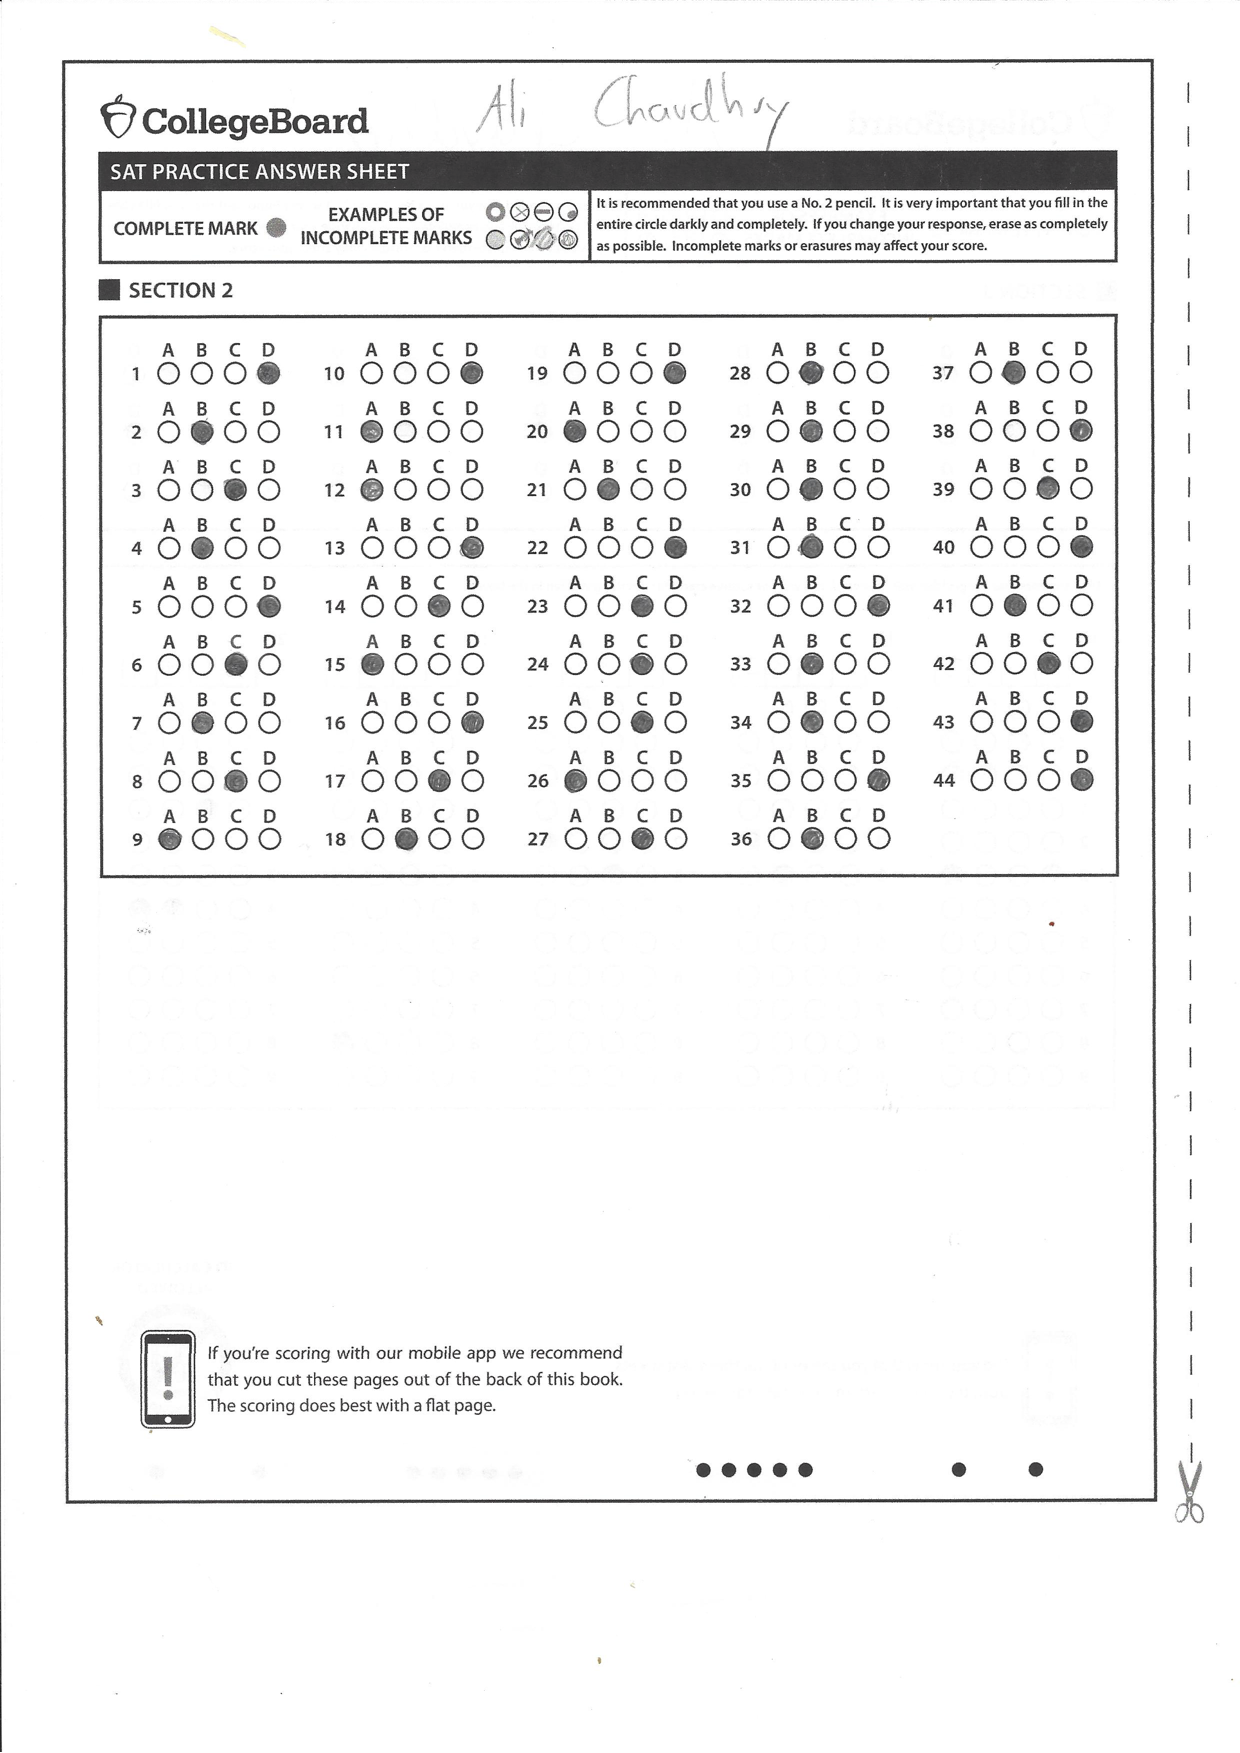 Ali Chaudhry
CollegeBoard
SAT PRACTICE ANSWER SHEET
COMPLETE MARK
EXAMPLES OF
INCOMPLETE MARKS
It is recommended that you use a No. 2 pencil. It is very important that you fill in the
entire circle darkly and completely. If you change your response, erase as completely
as possible. Incomplete marks or erasures may affect your score.
SECTION 2
A B C D A B C D A B C D A B C D A B C D
1 10 19 28 37
A B C D A B C D A B C D A B C D A B C D
2 11 20 29 38
A B C D A B C D A B C D A B C D A B C D
3 12 21 30 39
A B C D A B C D A B C D A B C D A B C D
4 13 22 31 40
A B C D A B C D A B C D A B C D A B C D
5 14 23 32 41
A B C D A B C D A B C D A B C D A B C D
6 15 24 33 42
A B C D A B C D A B C D A B C D A B C D
7 16 25 34 43
A B C D A B C D A B C D A B C D A B C D
8 17 26 35 44
A B C D A B C D A B C D A B C D
9 18 27 36
If you're scoring with our mobile app we recommend
that you cut these pages out of the back of this book.
The scoring does best with a flat page.